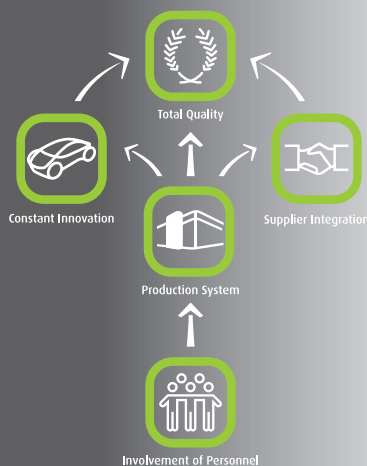 Total Quality
Constant Innovation
Supplier Integration
Production System
Involvement of Personnel